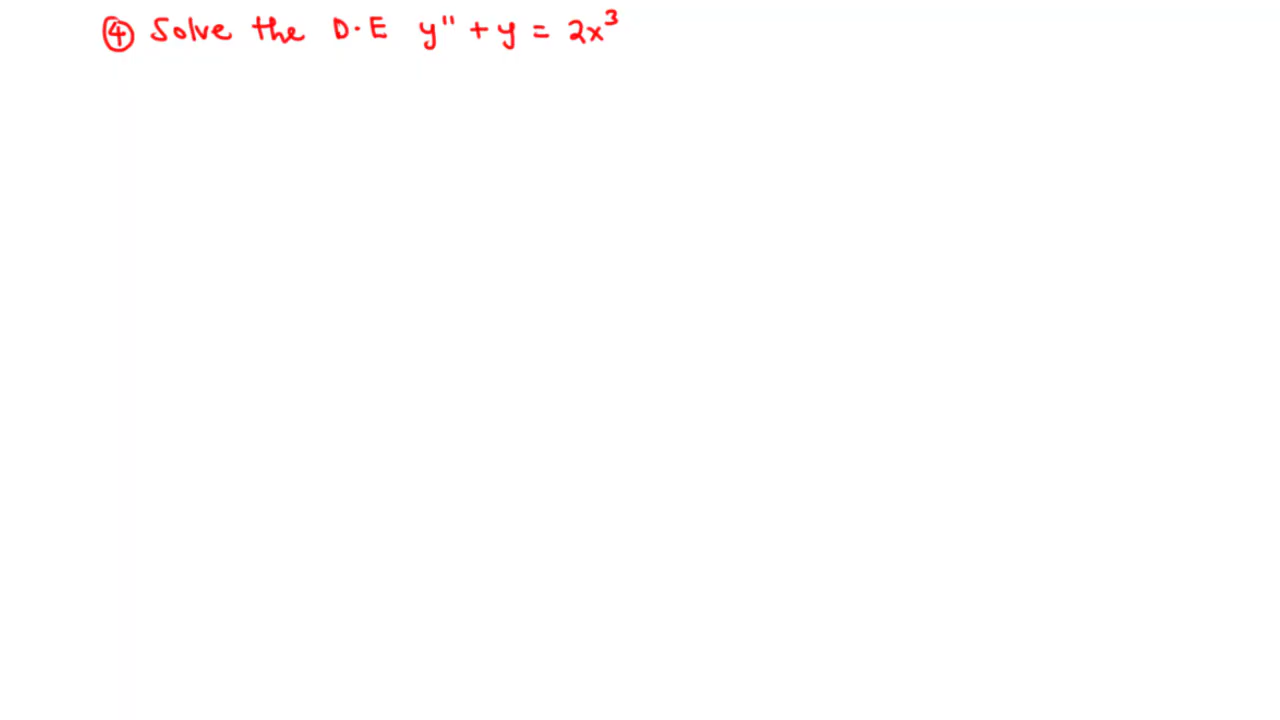 ④ Solve the D.E y'' + y = 2x³